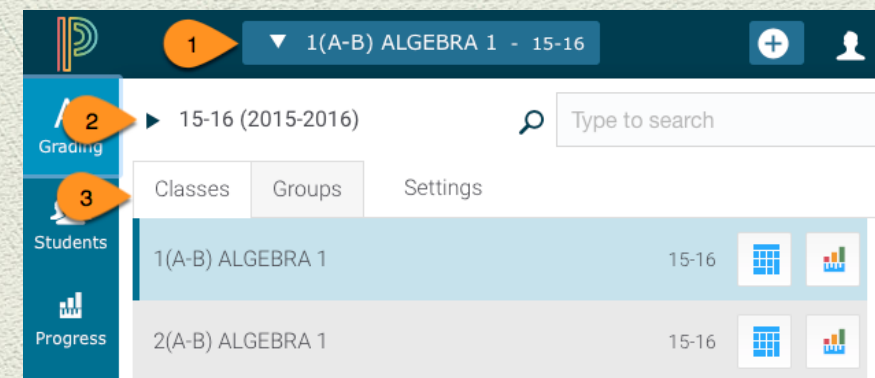 1
▼ 1(A-B) ALGEBRA 1 - 15-16
2
▶ 15-16 (2015-2016)
Type to search
Grading
3
Classes Groups Settings
Students
1(A-B) ALGEBRA 1 15-16
Progress
2(A-B) ALGEBRA 1 15-16